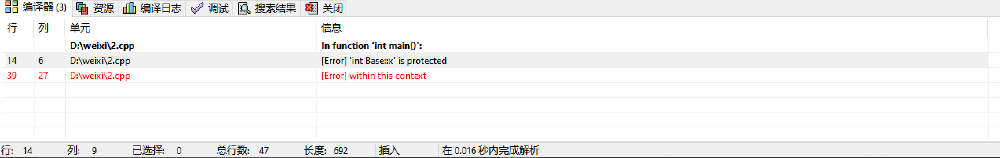 编译器 (3) 资源 编译日志 调试 搜索结果 关闭
行 列 单元 信息
D:\weixi\2.cpp In function 'int main()':
14 6 D:\weixi\2.cpp [Error] 'int Base::x' is protected
39 27 D:\weixi\2.cpp [Error] within this context
行: 14 列: 9 已选择: 0 总行数: 47 长度: 692 插入 在 0.016 秒内完成解析